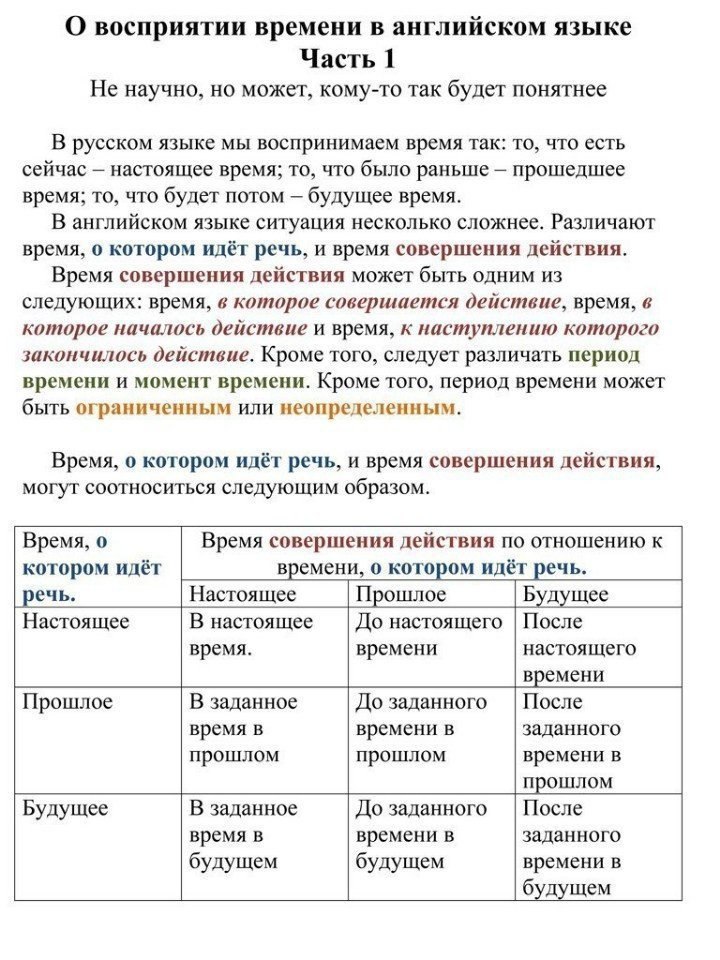 О восприятии времени в английском языке
Часть 1
Не научно, но может, кому-то так будет понятнее
В русском языке мы воспринимаем время так: то, что есть
сейчас – настоящее время; то, что было раньше – прошедшее
время; то, что будет потом – будущее время.
В английском языке ситуация несколько сложнее. Различают
время, о котором идёт речь, и время совершения действия.
Время совершения действия может быть одним из
следующих: время, в которое совершается действие, время, в
которое началось действие и время, к наступлению которого
закончилось действие. Кроме того, следует различать период
времени и момент времени. Кроме того, период времени может
быть ограниченным или неопределенным.
Время, о котором идёт речь, и время совершения действия,
могут соотноситься следующим образом.
Время, о
котором идёт
речь.
Время совершения действия по отношению к
времени, о котором идёт речь.
Настоящее
Прошлое
Будущее
Настоящее
В настоящее
время.
До настоящего
времени
После
настоящего
времени
Прошлое
В заданное
время в
прошлом
До заданного
времени в
прошлом
После
заданного
времени в
прошлом
Будущее
В заданное
время в
будущем
До заданного
времени в
будущем
После
заданного
времени в
будущем